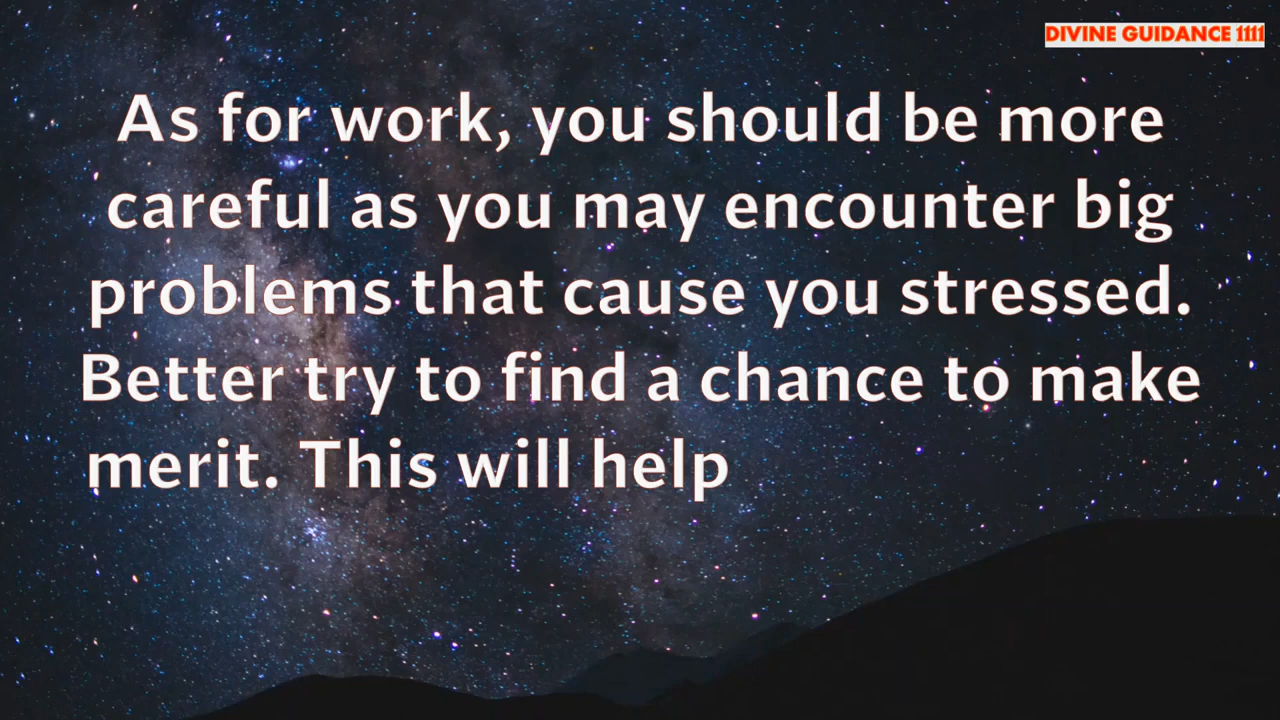 DIVINE GUIDANCE 1111
As for work, you should be more
careful as you may encounter big
problems that cause you stressed.
Better try to find a chance to make
merit. This will help